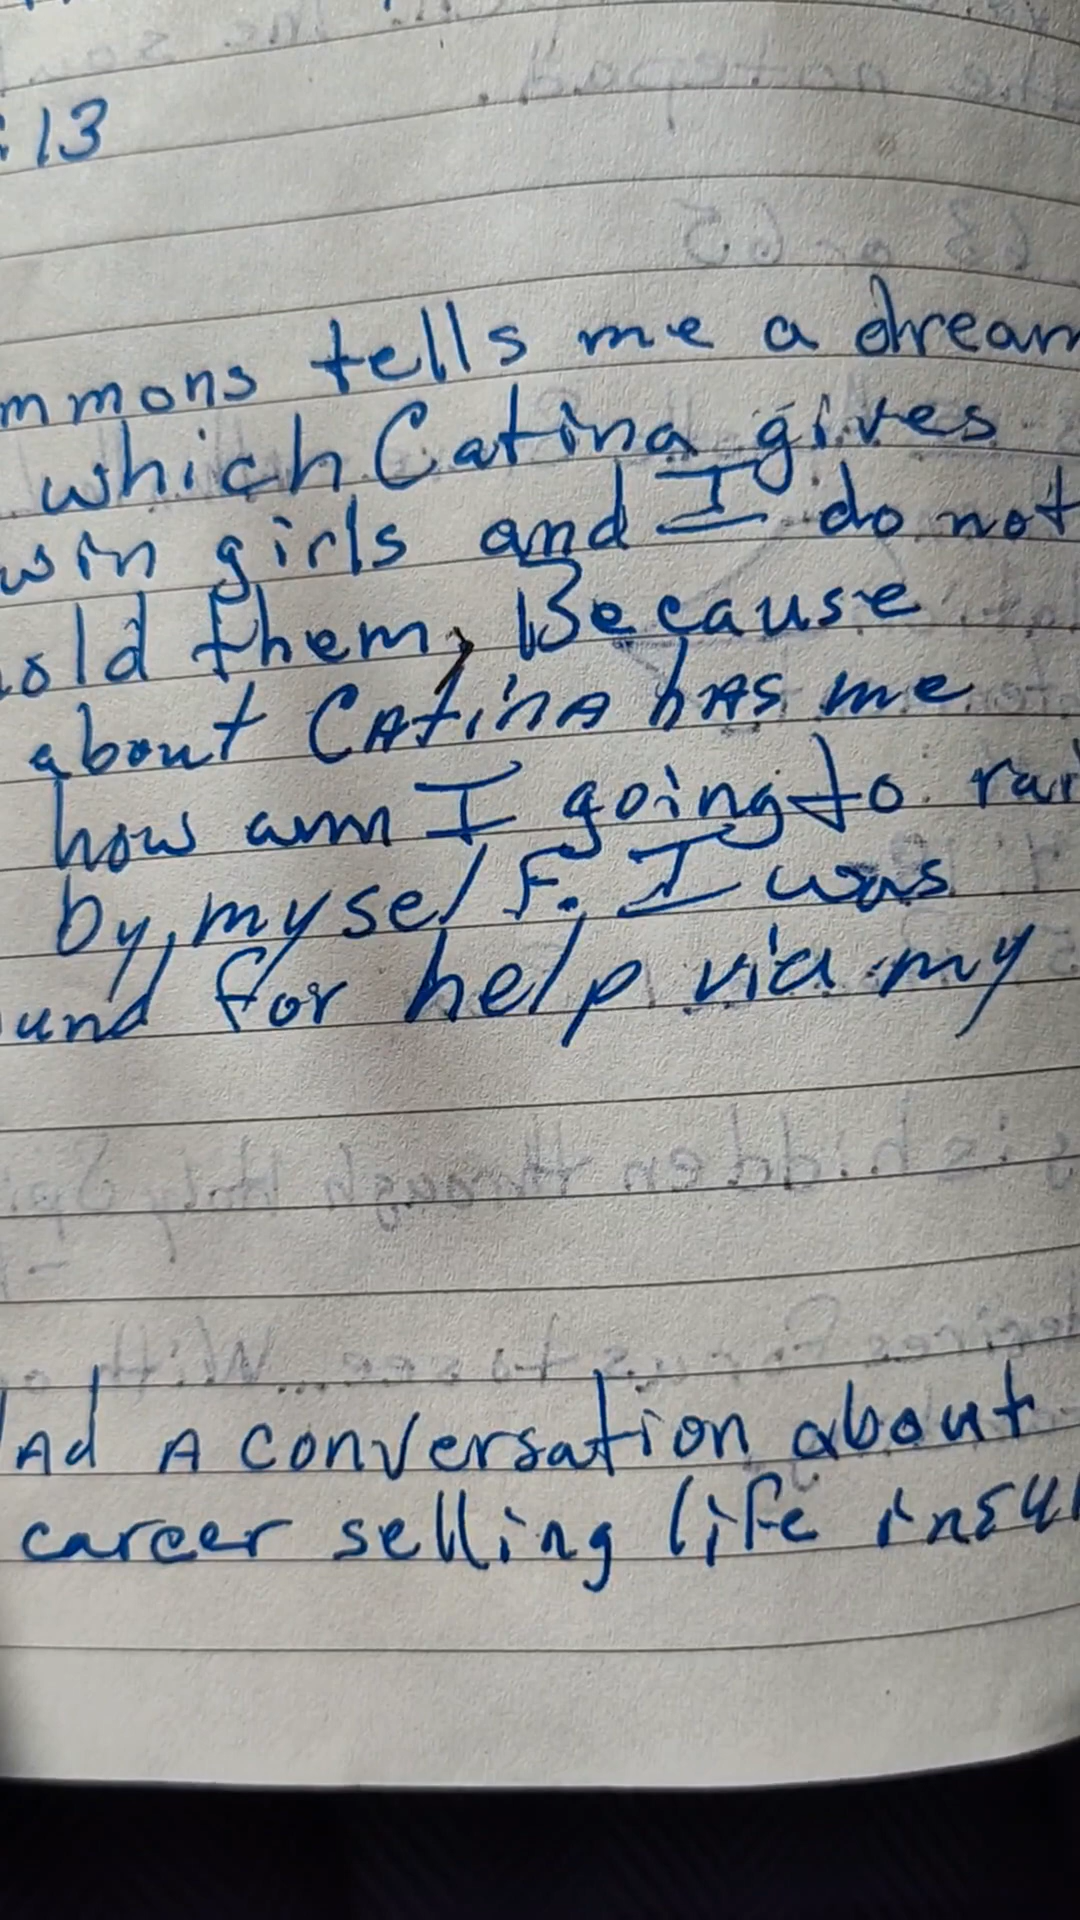 :13
mmons tells me a dream
which Catina gives
win girls and I do not
old them, Because
about CAtinA hAS me
how am I going to rai
by, myself. I was
und for help via my
Ad A conversation about
career selling life insur